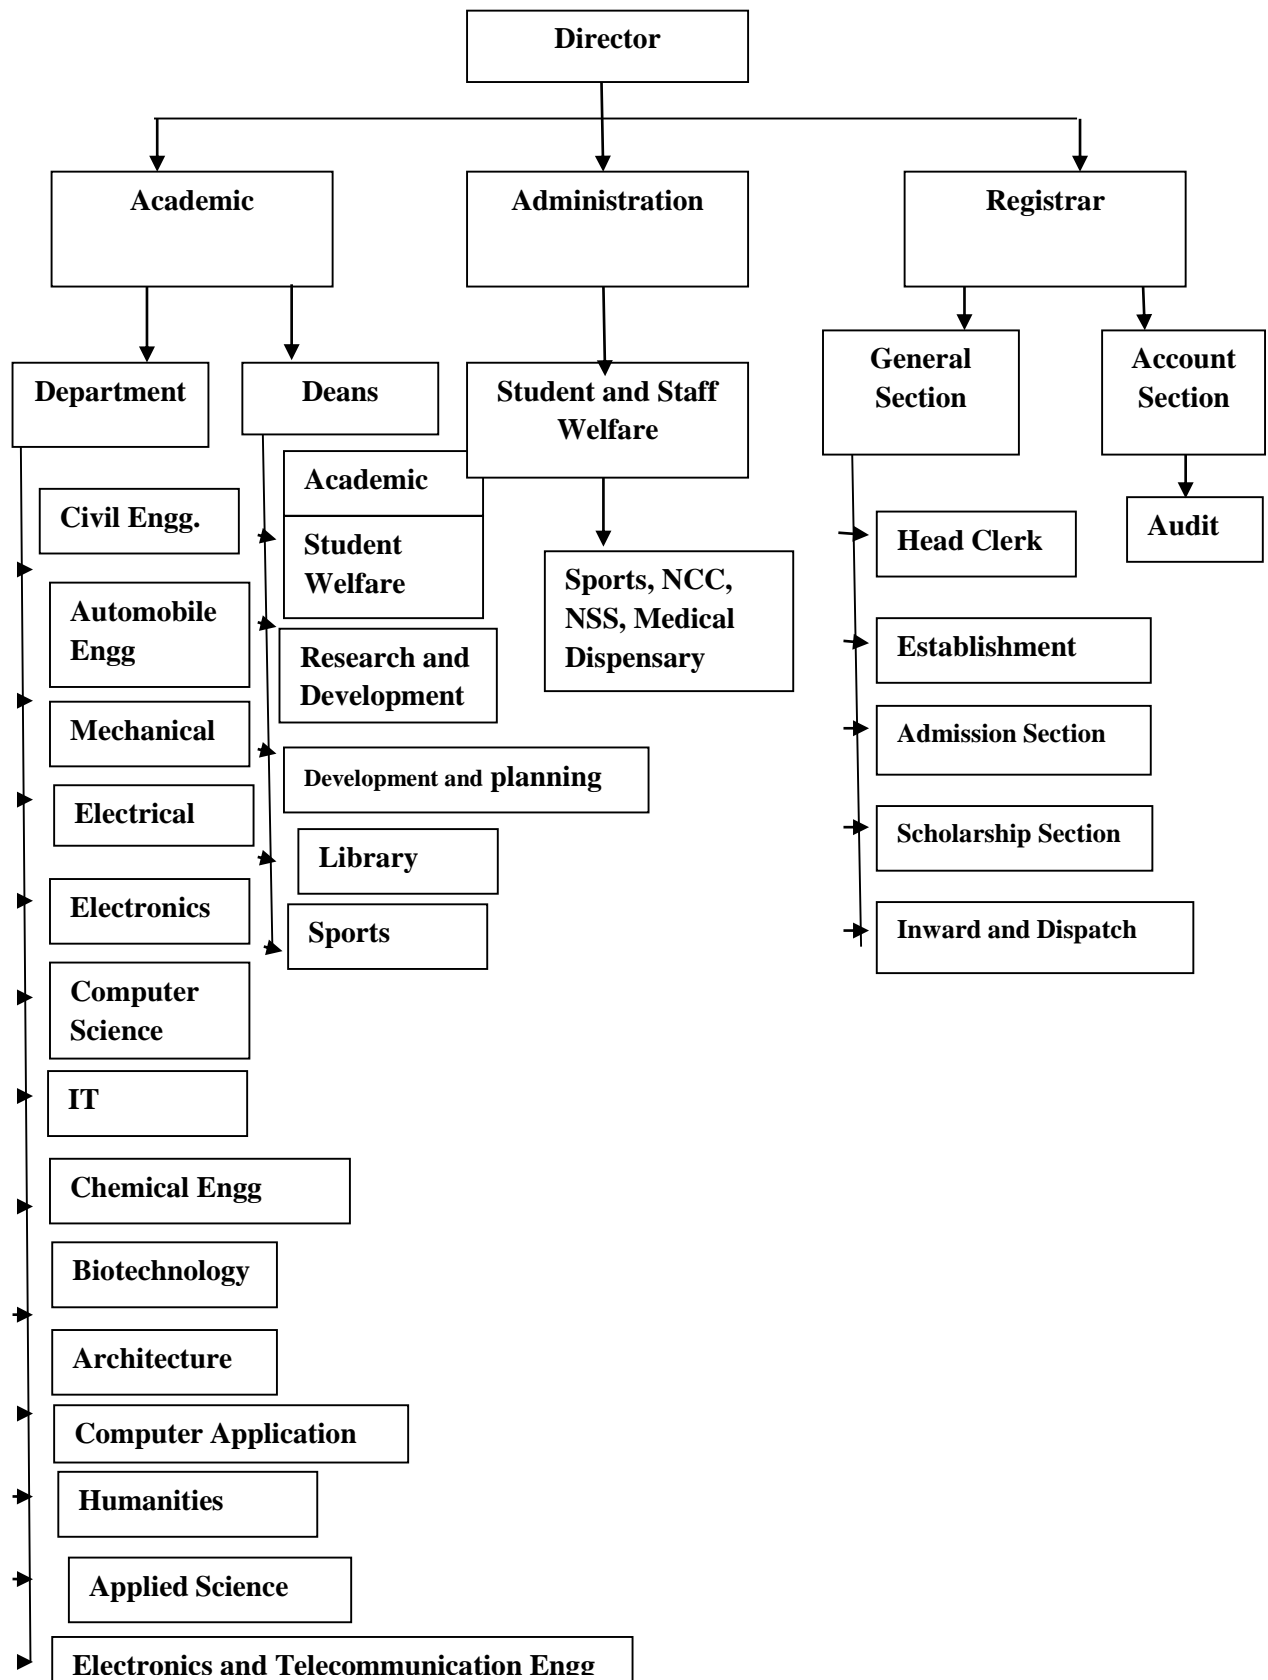 Director
Academic
Administration
Registrar
Department
Deans
Student and Staff
Welfare
General
Section
Account
Section
Civil Engg.
Automobile
Engg
Mechanical
Electrical
Electronics
Computer
Science
IT
Chemical Engg
Biotechnology
Architecture
Computer Application
Humanities
Applied Science
Electronics and Telecommunication Engg
Academic
Student
Welfare
Research and
Development
Development and planning
Library
Sports
Sports, NCC,
NSS, Medical
Dispensary
Head Clerk
Establishment
Admission Section
Scholarship Section
Inward and Dispatch
Audit